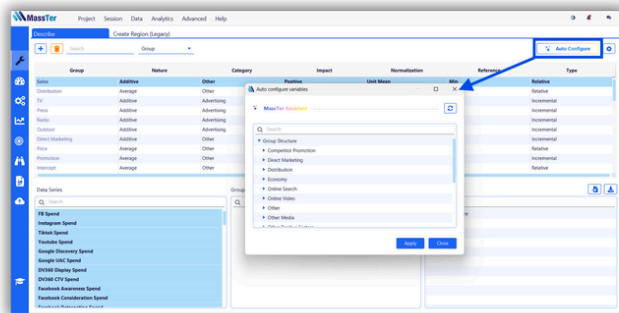 MassTer
Project Session Data Analytics Advanced Help
Describe Create Region (Legacy)
Search Group Auto Configure
Group Nature Category Impact Normalization Reference Type
Sales Additive Other Positive Unit Mean Min Relative
Distribution Average Other Relative
TV Additive Advertising Incremental
Press Additive Advertising Incremental
Radio Additive Advertising Incremental
Outdoor Additive Advertising Incremental
Direct Marketing Additive Other Incremental
Price Average Other Relative
Promotion Average Other Incremental
Intercept Average Other Relative
Auto configure variables
MassTer Assistant
Search
Group Structure
Competitor Promotion
Direct Marketing
Distribution
Economy
Online Search
Online Video
Other
Other Media
Apply Close
Data Series
Search
FB Spend
Instagram Spend
Tiktok Spend
Youtube Spend
Google Discovery Spend
Google UAC Spend
DV360 Display Spend
DV360 CTV Spend
Facebook Awareness Spend
Facebook Consideration Spend